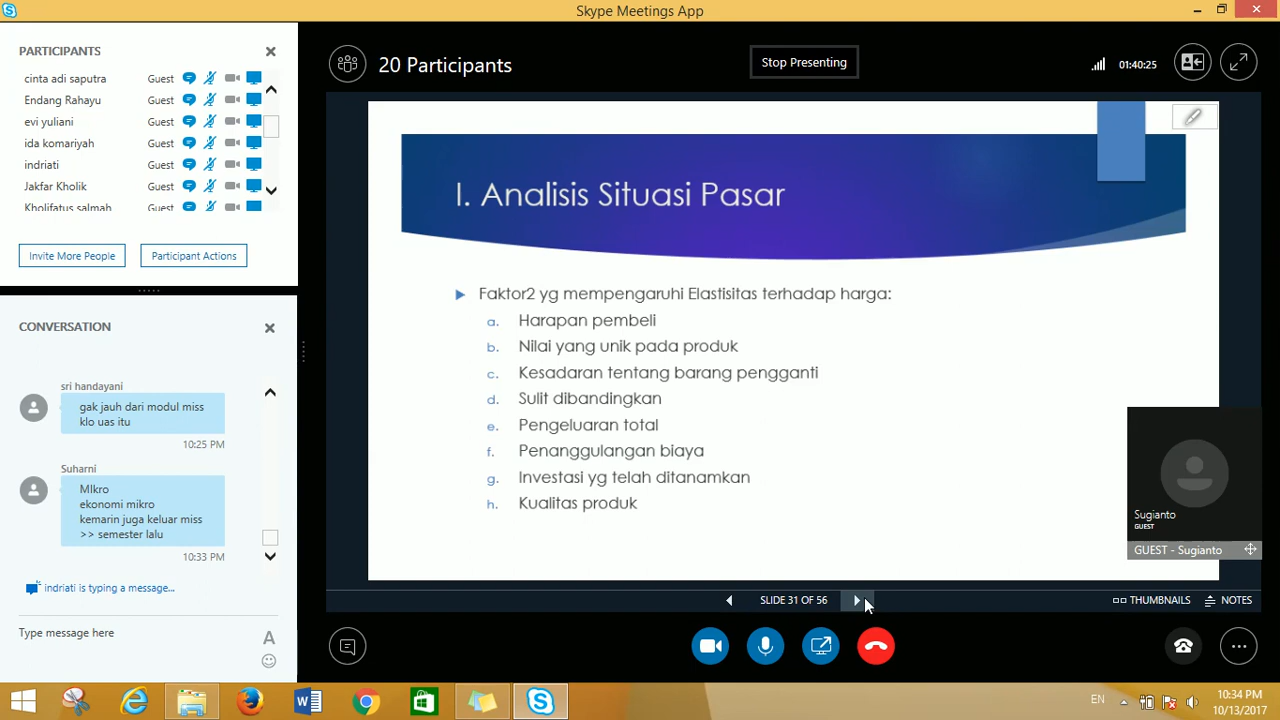 Skype Meetings App
PARTICIPANTS
cinta adi saputra Guest
Endang Rahayu Guest
evi yuliani Guest
ida komariyah Guest
indriati Guest
Jakfar Kholik Guest
Kholifatus salmah Guest
Invite More People
Participant Actions
CONVERSATION
sri handayani
gak jauh dari modul miss
klo uas itu
10:25 PM
Suharni
MIkro
ekonomi mikro
kemarin juga keluar miss
>> semester lalu
10:33 PM
indriati is typing a message...
Type message here
A
20 Participants
Stop Presenting
01:40:25
I. Analisis Situasi Pasar
Faktor2 yg mempengaruhi Elastisitas terhadap harga:
a. Harapan pembeli
b. Nilai yang unik pada produk
c. Kesadaran tentang barang pengganti
d. Sulit dibandingkan
e. Pengeluaran total
f. Penanggulangan biaya
g. Investasi yg telah ditanamkan
h. Kualitas produk
Sugianto
GUEST
GUEST - Sugianto
SLIDE 31 OF 56
THUMBNAILS
NOTES
EN
10:34 PM
10/13/2017